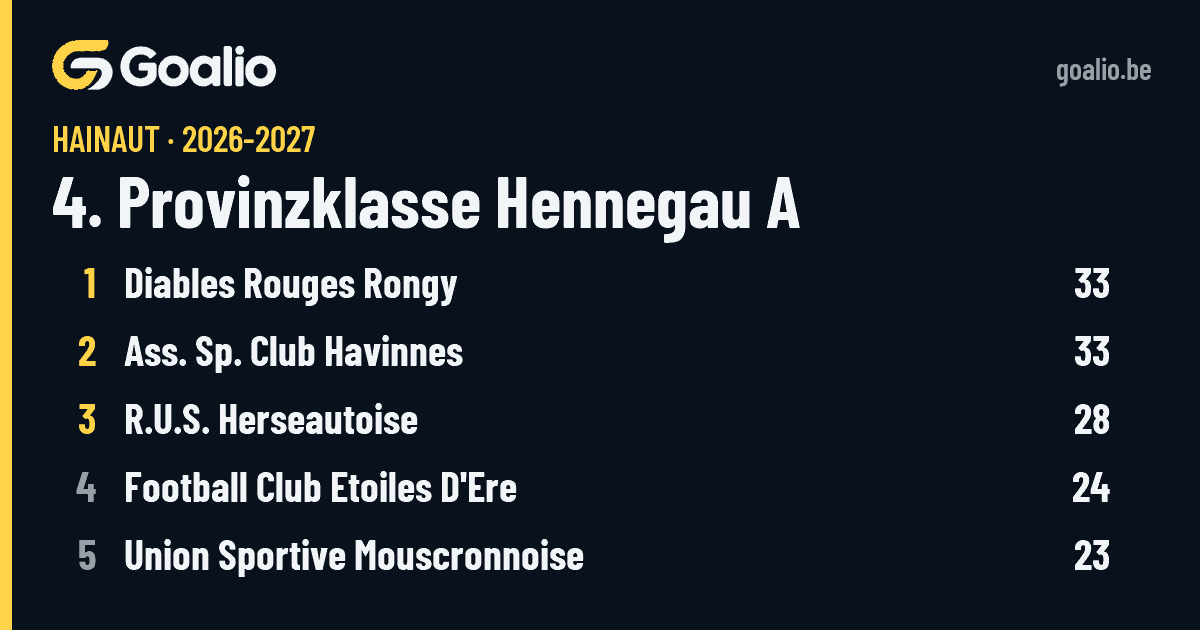 Goalio
goalio.be
HAINAUT · 2026-2027
4. Provinzklasse Hennegau A
1 Diables Rouges Rongy 33
2 Ass. Sp. Club Havinnes 33
3 R.U.S. Herseautoise 28
4 Football Club Etoiles D'Ere 24
5 Union Sportive Mouscronnoise 23